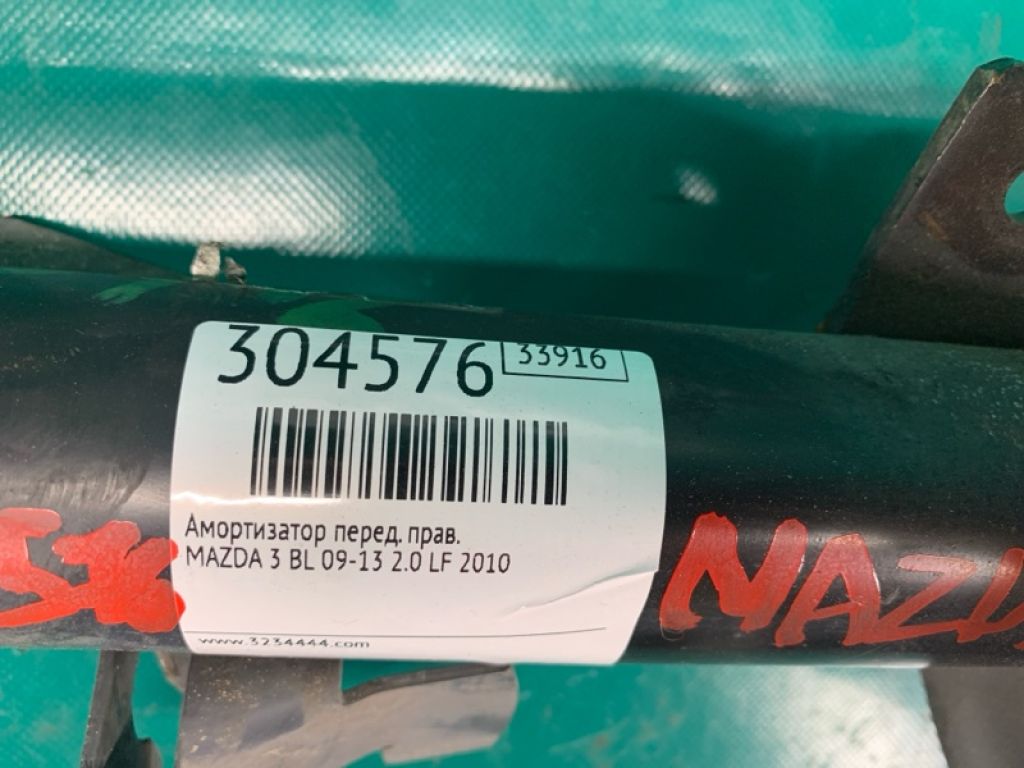 304576
33916
Амортизатор перед. прав.
MAZDA 3 BL 09-13 2.0 LF 2010
www.3234444.com